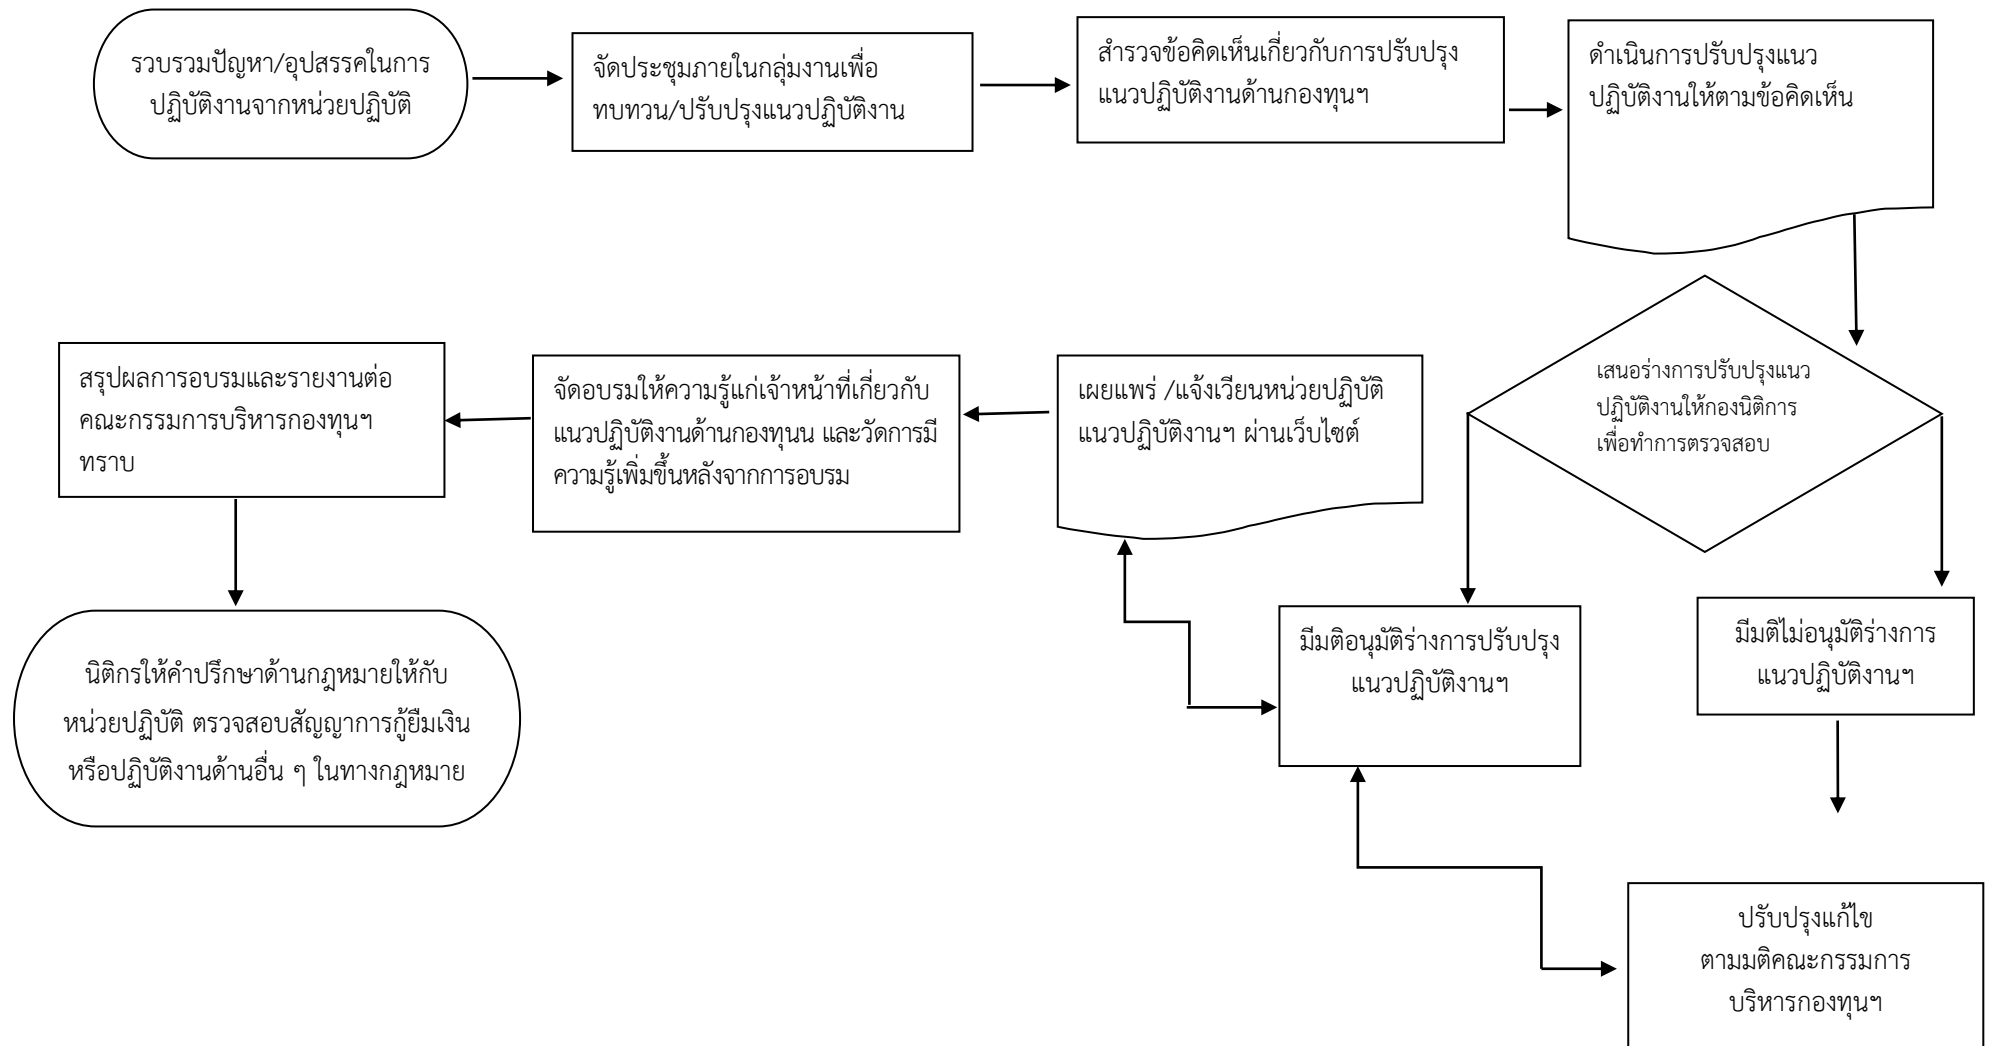 รวบรวมปัญหา/อุปสรรคในการ
ปฏิบัติงานจากหน่วยปฏิบัติ
จัดประชุมภายในกลุ่มงานเพื่อ
ทบทวน/ปรับปรุงแนวปฏิบัติงาน
สำรวจข้อคิดเห็นเกี่ยวกับการปรับปรุง
แนวปฏิบัติงานด้านกองทุนฯ
ดำเนินการปรับปรุงแนว
ปฏิบัติงานให้ตามข้อคิดเห็น
เสนอร่างการปรับปรุงแนว
ปฏิบัติงานให้กองนิติการ
เพื่อทำการตรวจสอบ
สรุปผลการอบรมและรายงานต่อ
คณะกรรมการบริหารกองทุนฯ
ทราบ
จัดอบรมให้ความรู้แก่เจ้าหน้าที่เกี่ยวกับ
แนวปฏิบัติงานด้านกองทุนน และวัดการมี
ความรู้เพิ่มขึ้นหลังจากการอบรม
เผยแพร่ /แจ้งเวียนหน่วยปฏิบัติ
แนวปฏิบัติงานฯ ผ่านเว็บไซต์
มีมติอนุมัติร่างการปรับปรุง
แนวปฏิบัติงานฯ
มีมติไม่อนุมัติร่างการ
แนวปฏิบัติงานฯ
นิติกรให้คำปรึกษาด้านกฎหมายให้กับ
หน่วยปฏิบัติ ตรวจสอบสัญญาการกู้ยืมเงิน
หรือปฏิบัติงานด้านอื่น ๆ ในทางกฎหมาย
ปรับปรุงแก้ไข
ตามมติคณะกรรมการ
บริหารกองทุนฯ